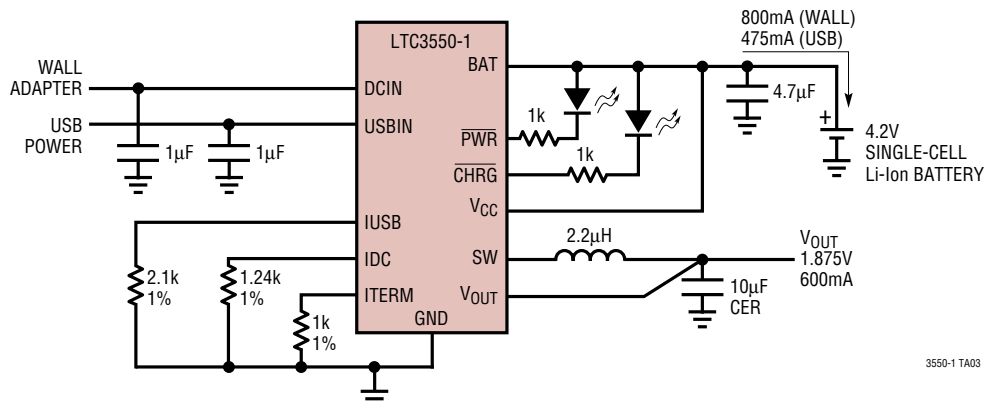 800mA (WALL)
475mA (USB)
LTC3550-1
WALL
ADAPTER
DCIN
BAT
USB
POWER
USBIN
1µF
1µF
PWR
1k
CHRG
1k
4.7µF
+
4.2V
SINGLE-CELL
Li-Ion BATTERY
VCC
IUSB
2.1k
1%
IDC
1.24k
1%
ITERM
1k
1%
SW
2.2µH
VOUT
GND
VOUT
1.875V
600mA
10µF
CER
3550-1 TA03